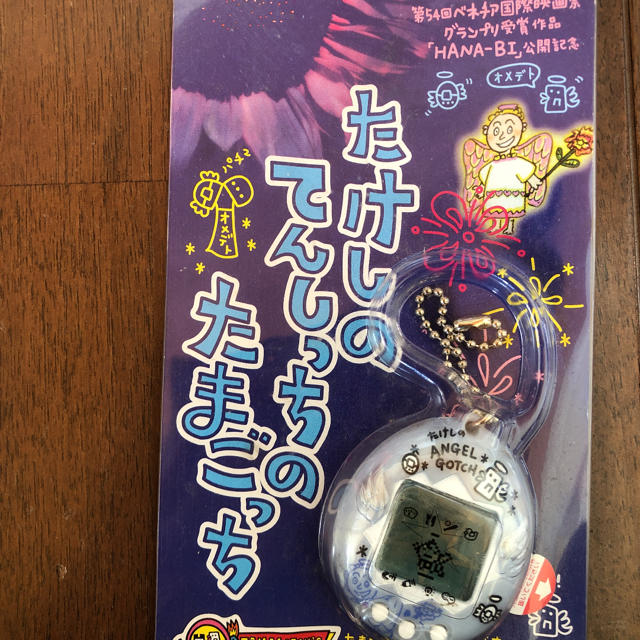 第54回ベネチア国際映画祭
グランプリ受賞作品
「HANA-BI」公開記念
オメデト
パチ2
オメデト
たけしの
てんしっちの
たまごっち
たけしの
ANGEL
GOTCH